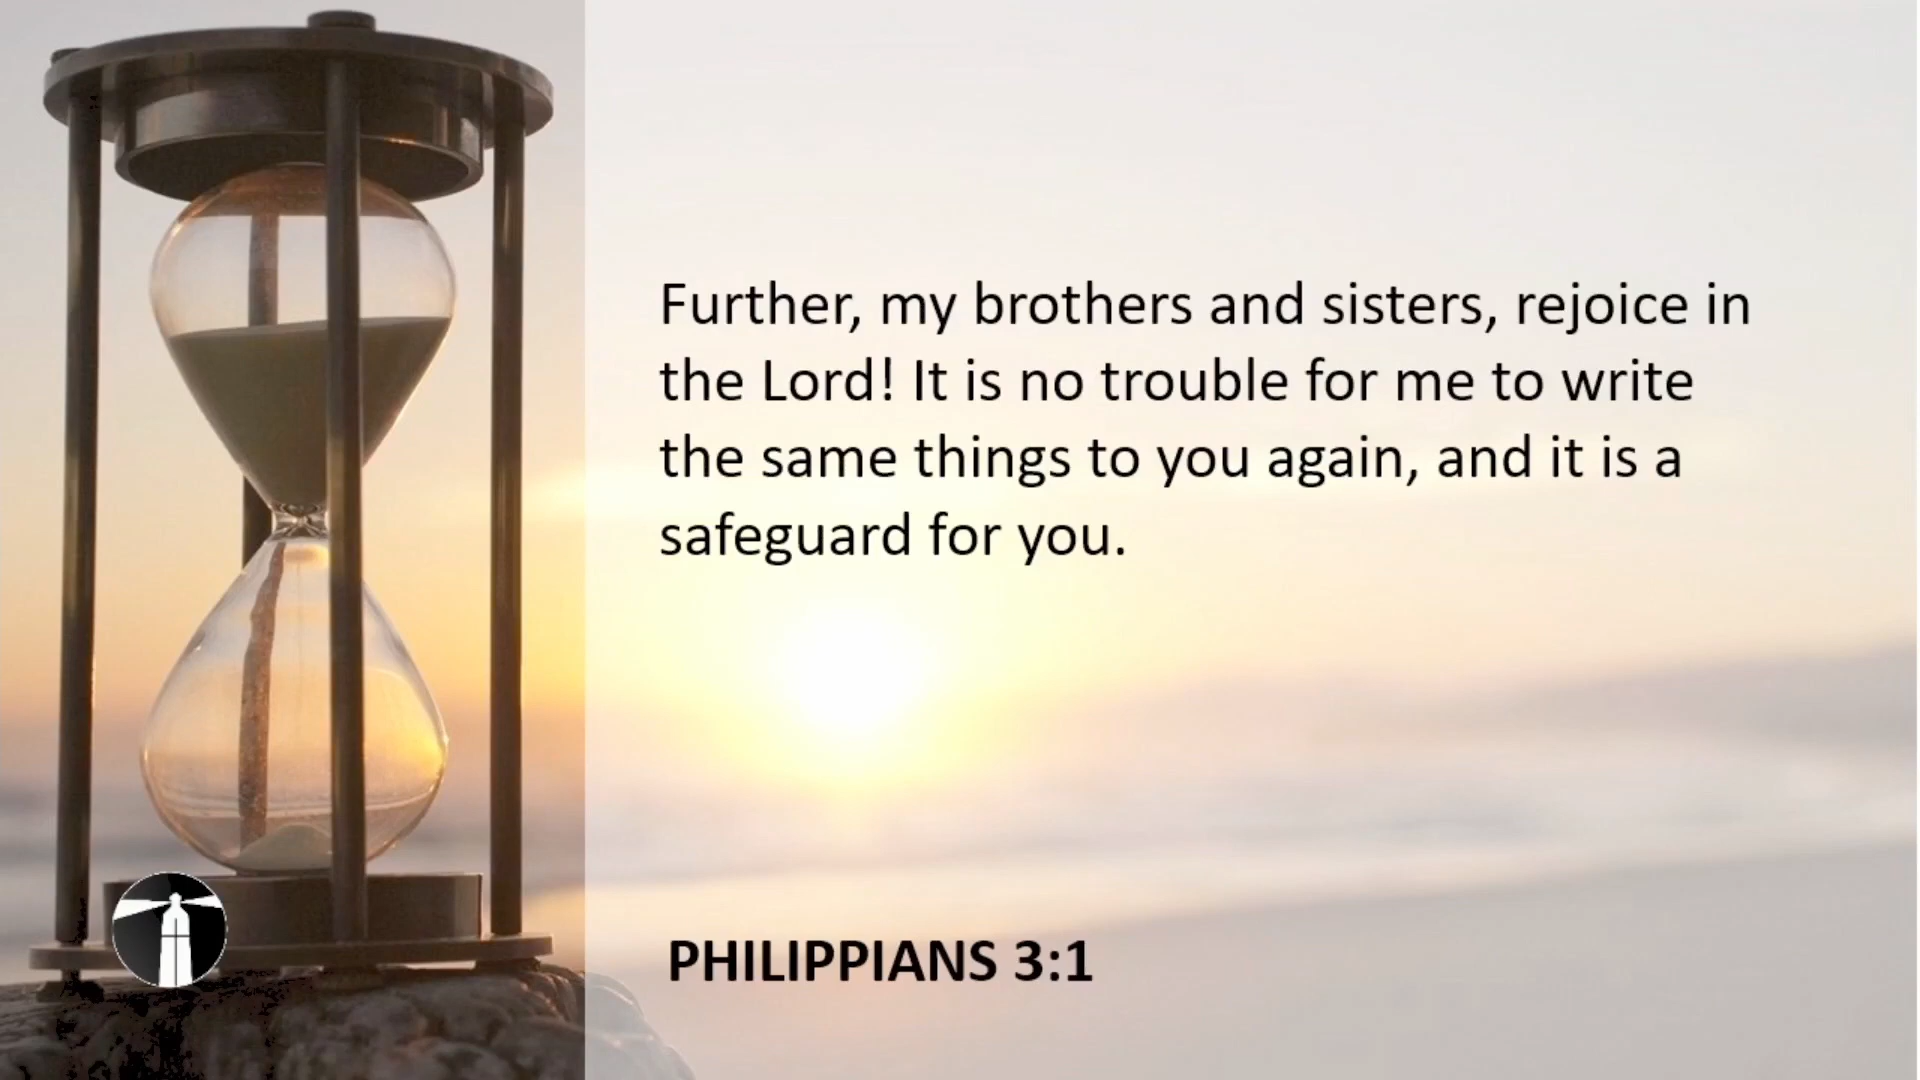 Further, my brothers and sisters, rejoice in
the Lord! It is no trouble for me to write
the same things to you again, and it is a
safeguard for you.
PHILIPPIANS 3:1